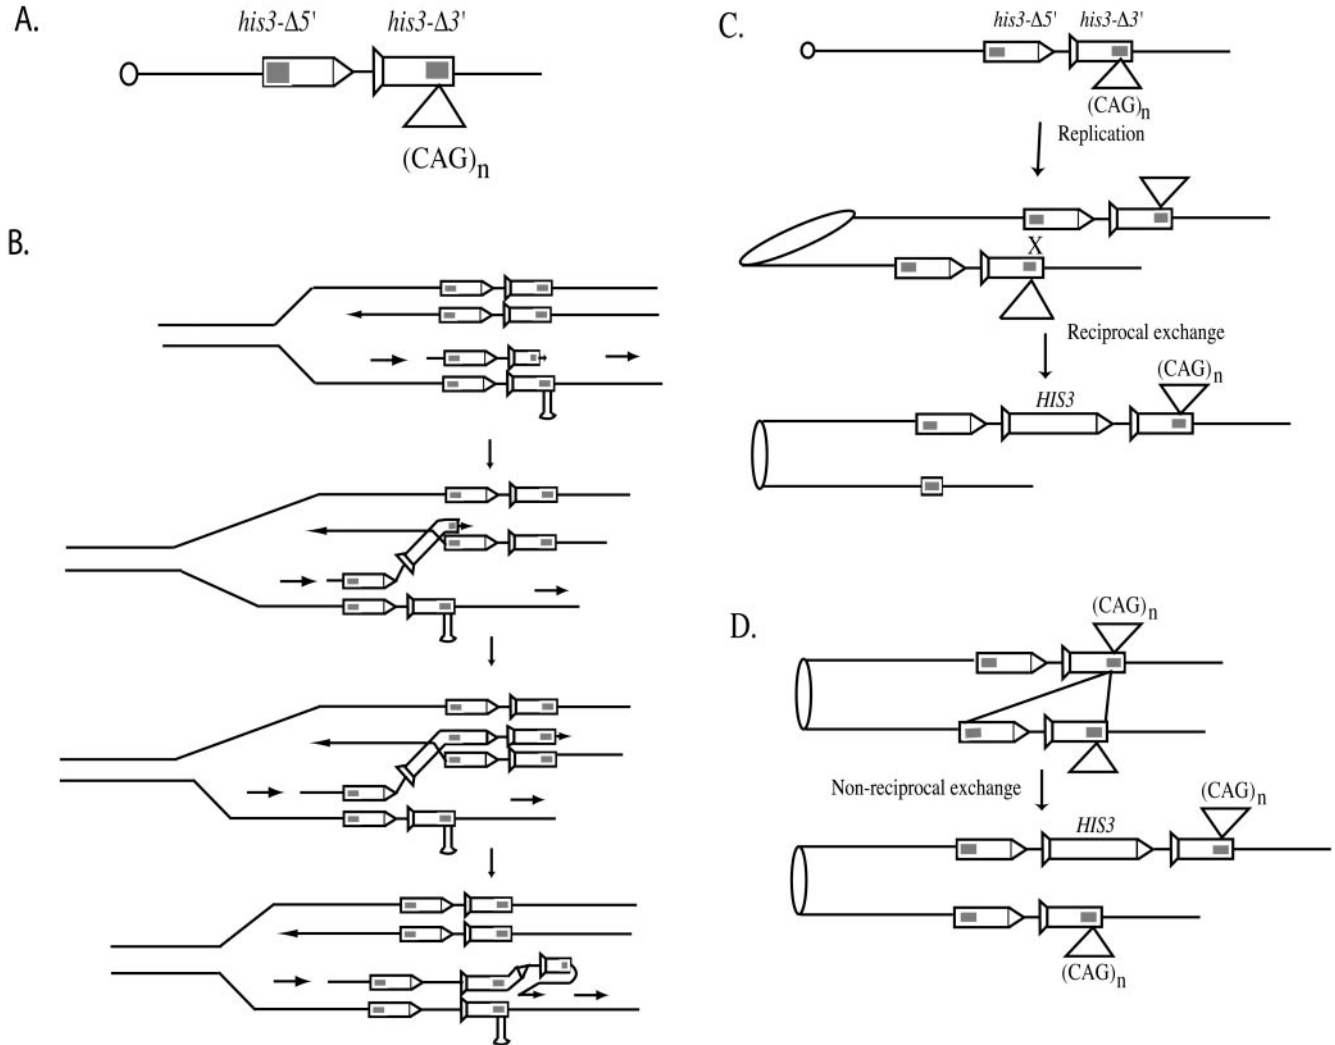 A.
his3-Δ5' his3-Δ3'
(CAG)n
B.
C.
his3-Δ5' his3-Δ3'
(CAG)n
Replication
X
Reciprocal exchange
(CAG)n
HIS3
D.
(CAG)n
Non-reciprocal exchange
(CAG)n
HIS3
(CAG)n